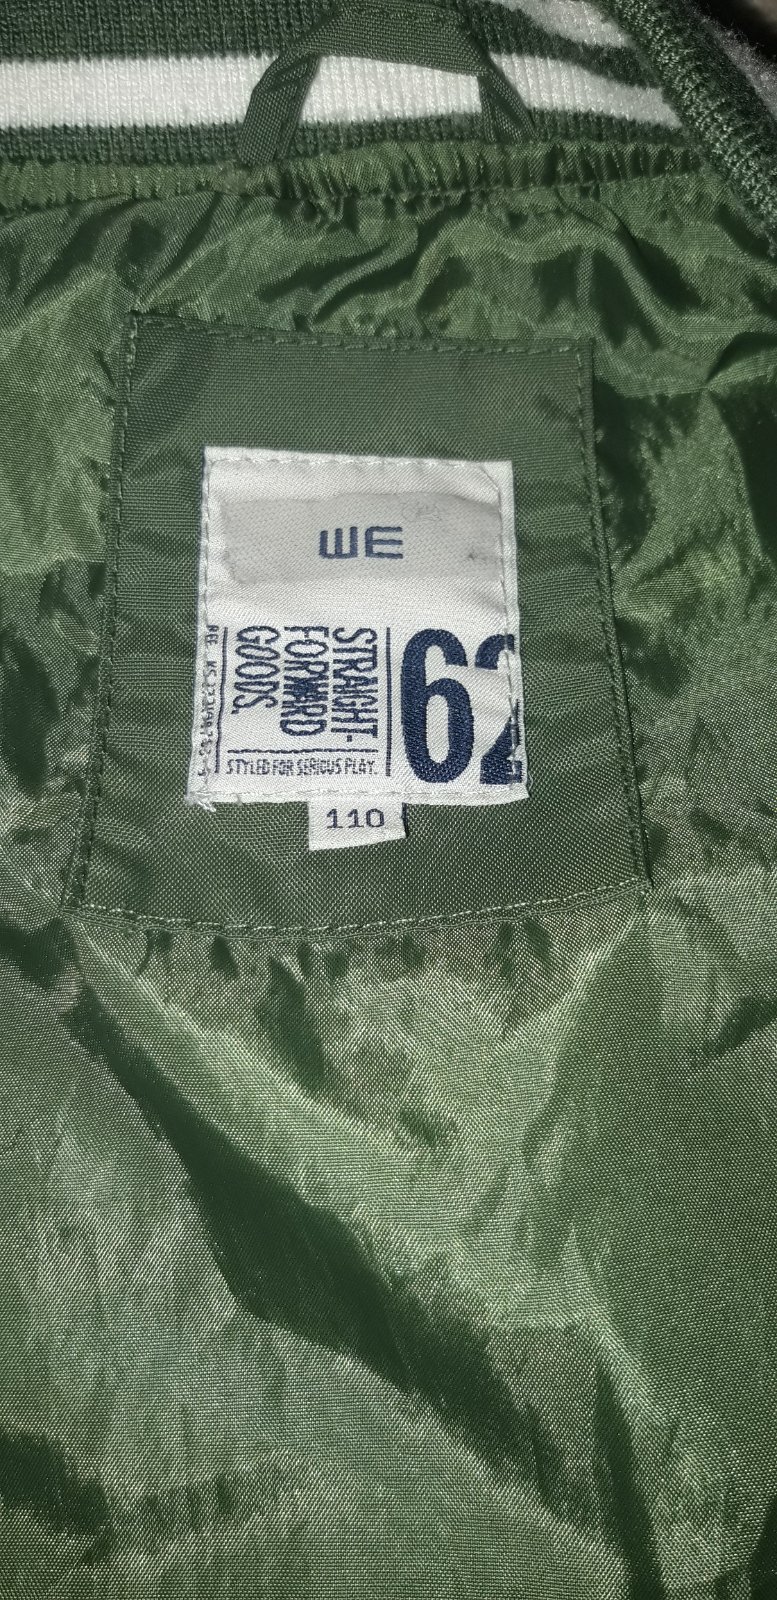 WE
STRAIGHT-
FORWARD
GOODS.
62
STYLED FOR SERIOUS PLAY.
110